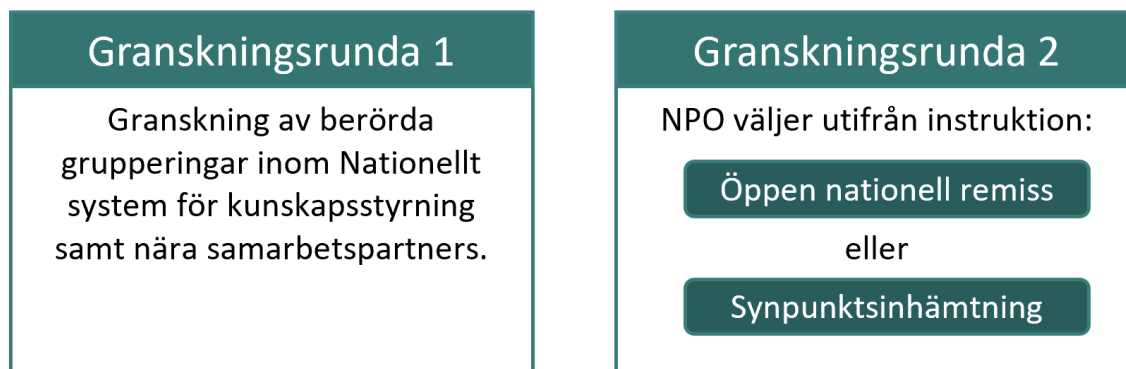 Granskningsrunda 1
Granskning av berörda
grupperingar inom Nationellt
system för kunskapsstyrning
samt nära samarbetspartners.
Granskningsrunda 2
NPO väljer utifrån instruktion:
Öppen nationell remiss
eller
Synpunktsinhämtning